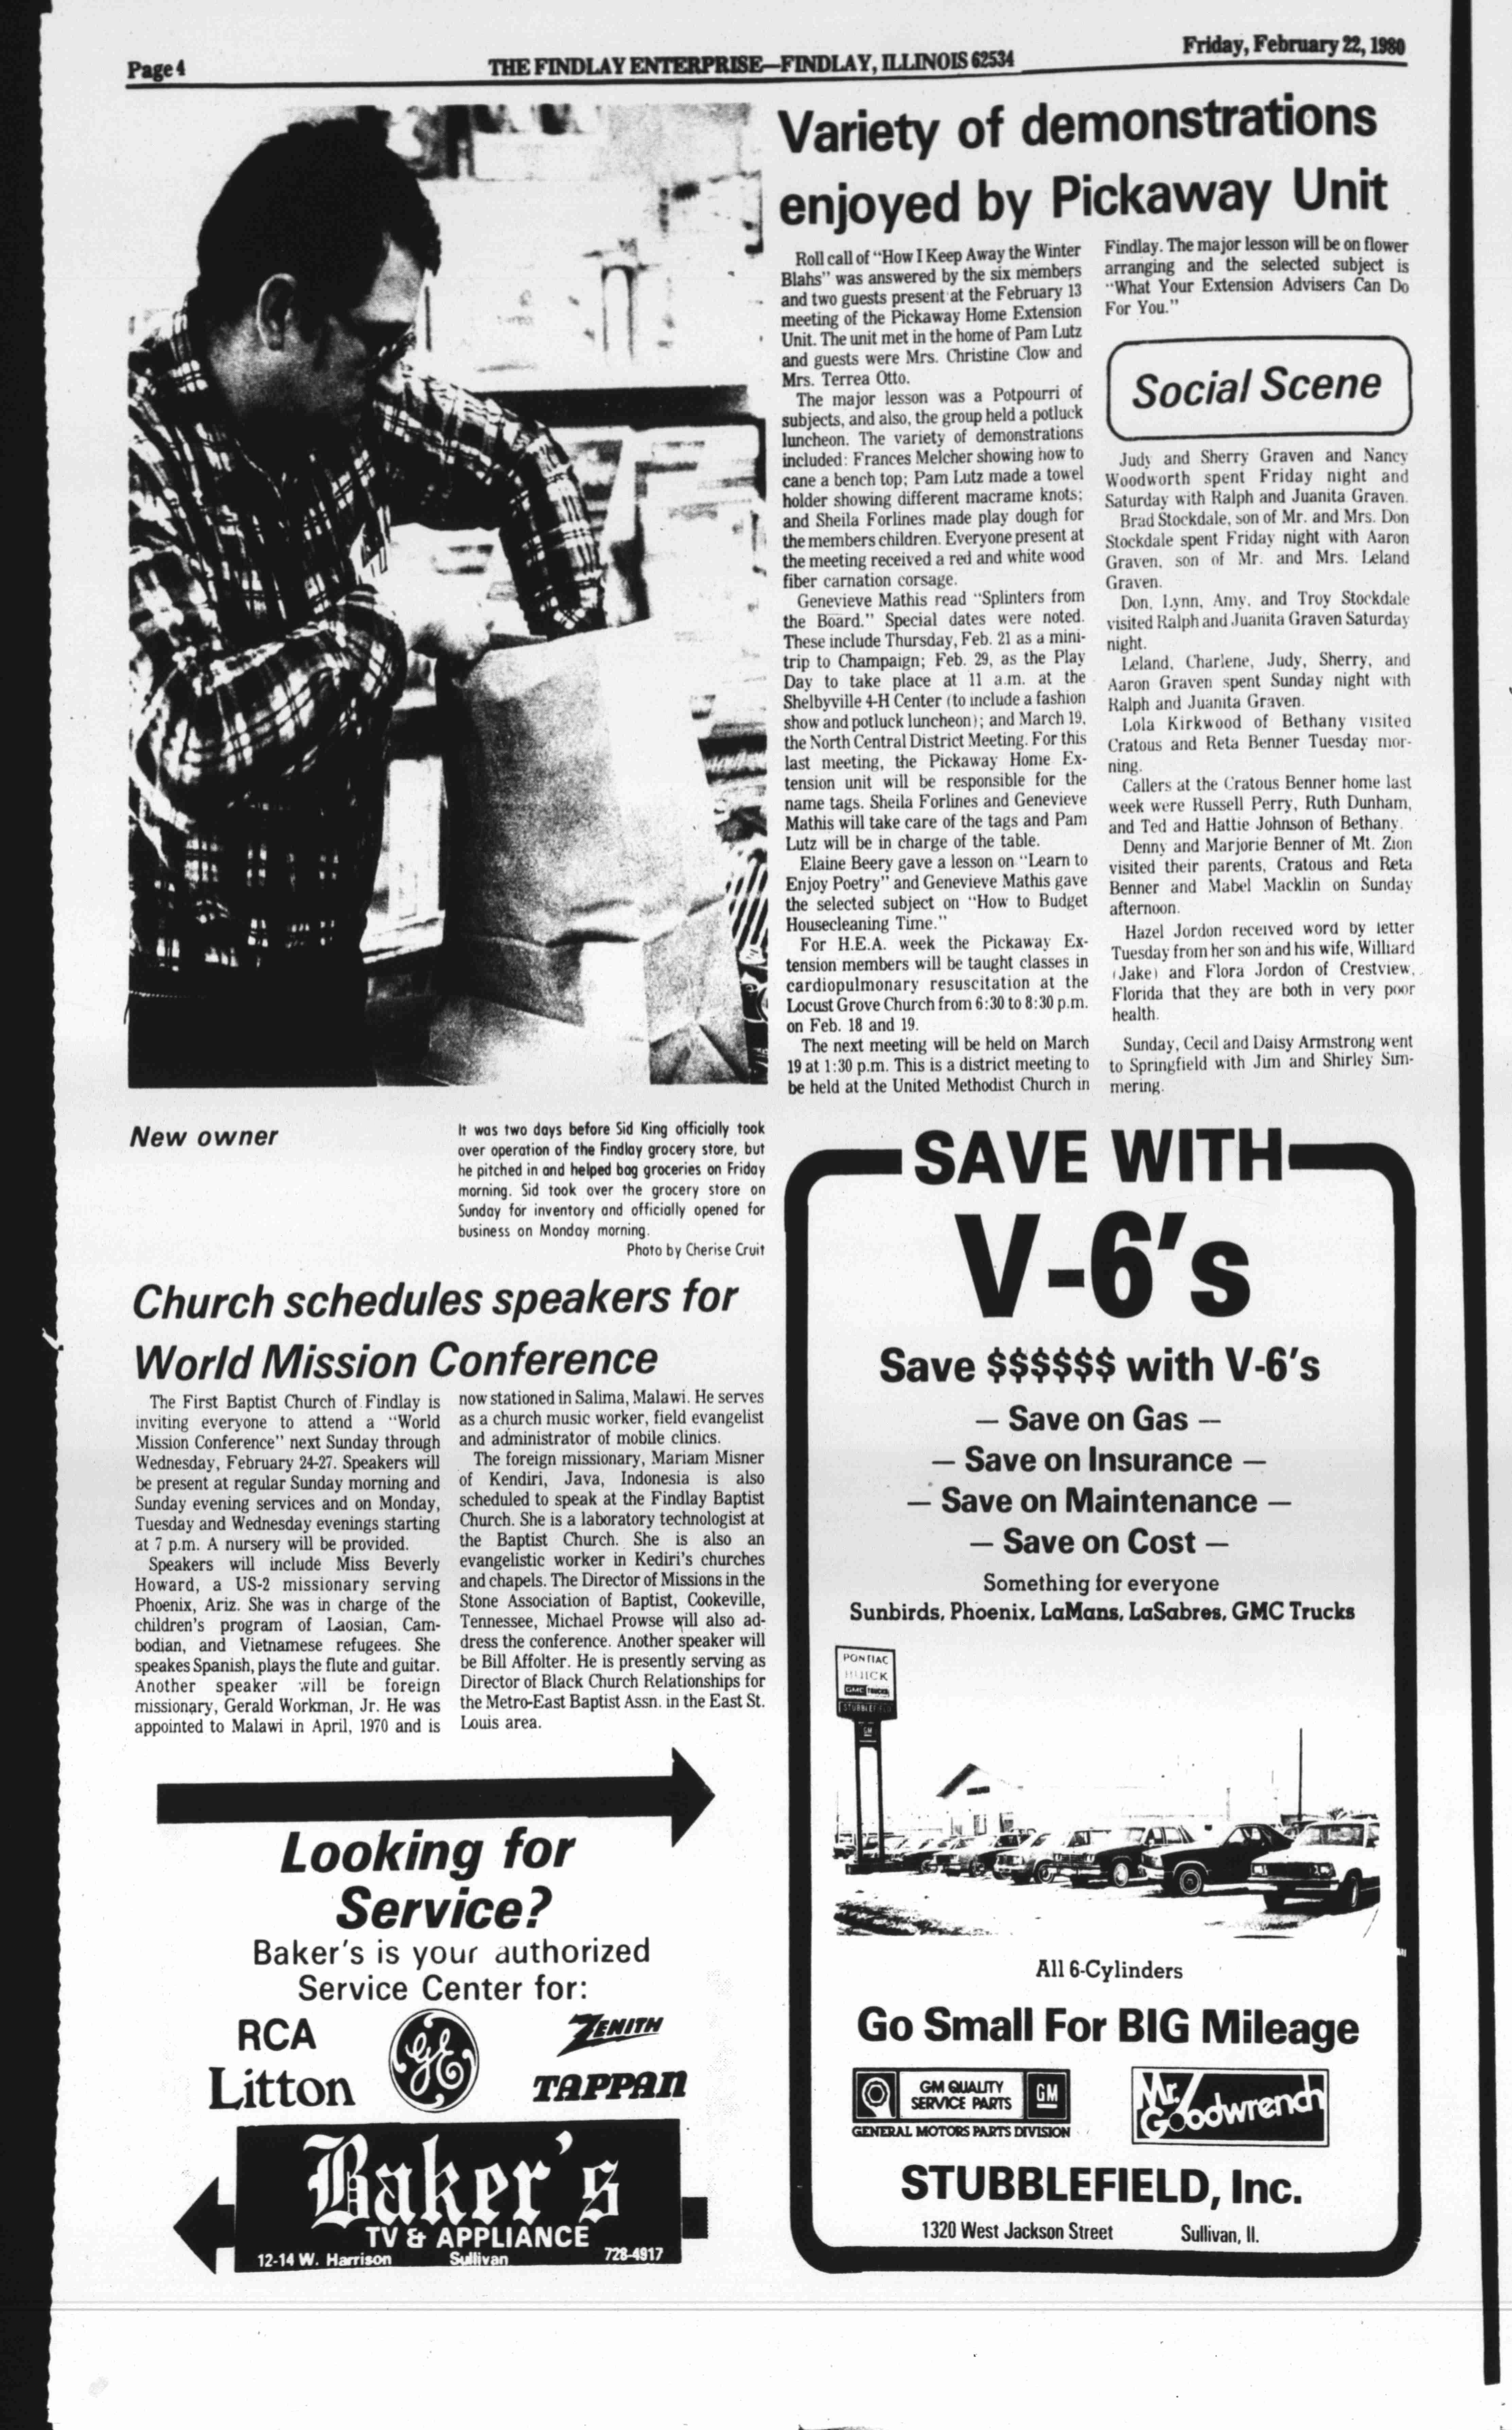 Page 4
THE FINDLAY ENTERPRISE—FINDLAY, ILLINOIS 62534
Friday, February 22, 1980
Variety of demonstrations
enjoyed by Pickaway Unit
Roll call of "How I Keep Away the Winter
Blahs" was answered by the six members
and two guests present at the February 13
meeting of the Pickaway Home Extension
Unit. The unit met in the home of Pam Lutz
and guests were Mrs. Christine Clow and
Mrs. Terrea Otto.
The major lesson was a Potpourri of
subjects, and also, the group held a potluck
luncheon. The variety of demonstrations
included: Frances Melcher showing how to
cane a bench top; Pam Lutz made a towel
holder showing different macrame knots;
and Sheila Forlines made play dough for
the members children. Everyone present at
the meeting received a red and white wood
fiber carnation corsage.
Genevieve Mathis read "Splinters from
the Board." Special dates were noted.
These include Thursday, Feb. 21 as a mini-
trip to Champaign; Feb. 29, as the Play
Day to take place at 11 a.m. at the
Shelbyville 4-H Center (to include a fashion
show and potluck luncheon); and March 19,
the North Central District Meeting. For this
last meeting, the Pickaway Home Ex-
tension unit will be responsible for the
name tags. Sheila Forlines and Genevieve
Mathis will take care of the tags and Pam
Lutz will be in charge of the table.
Elaine Beery gave a lesson on "Learn to
Enjoy Poetry" and Genevieve Mathis gave
the selected subject on "How to Budget
Housecleaning Time."
For H.E.A. week the Pickaway Ex-
tension members will be taught classes in
cardiopulmonary resuscitation at the
Locust Grove Church from 6:30 to 8:30 p.m.
on Feb. 18 and 19.
The next meeting will be held on March
19 at 1:30 p.m. This is a district meeting to
be held at the United Methodist Church in
Findlay. The major lesson will be on flower
arranging and the selected subject is
"What Your Extension Advisers Can Do
For You."
Social Scene
Judy and Sherry Graven and Nancy
Woodworth spent Friday night and
Saturday with Ralph and Juanita Graven.
Brad Stockdale, son of Mr. and Mrs. Don
Stockdale spent Friday night with Aaron
Graven, son of Mr. and Mrs. Leland
Graven.
Don, Lynn, Amy, and Troy Stockdale
visited Ralph and Juanita Graven Saturday
night.
Leland, Charlene, Judy, Sherry, and
Aaron Graven spent Sunday night with
Ralph and Juanita Graven.
Lola Kirkwood of Bethany visited
Cratous and Reta Benner Tuesday mor-
ning.
Callers at the Cratous Benner home last
week were Russell Perry, Ruth Dunham,
and Ted and Hattie Johnson of Bethany.
Denny and Marjorie Benner of Mt. Zion
visited their parents, Cratous and Reta
Benner and Mabel Macklin on Sunday
afternoon.
Hazel Jordon received word by letter
Tuesday from her son and his wife, Williard
(Jake) and Flora Jordon of Crestview,
Florida that they are both in very poor
health.
Sunday, Cecil and Daisy Armstrong went
to Springfield with Jim and Shirley Sum-
mering.
New owner
It was two days before Sid King officially took
over operation of the Findlay grocery store, but
he pitched in and helped bag groceries on Friday
morning. Sid took over the grocery store on
Sunday for inventory and officially opened for
business on Monday morning.
Photo by Cherise Cruit
Church schedules speakers for
World Mission Conference
The First Baptist Church of Findlay is
inviting everyone to attend a "World
Mission Conference" next Sunday through
Wednesday, February 24-27. Speakers will
be present at regular Sunday morning and
Sunday evening services and on Monday,
Tuesday and Wednesday evenings starting
at 7 p.m. A nursery will be provided.
Speakers will include Miss Beverly
Howard, a US-2 missionary serving
Phoenix, Ariz. She was in charge of the
children's program of Laosian, Cam-
bodian, and Vietnamese refugees. She
speakes Spanish, plays the flute and guitar.
Another speaker will be foreign
missionary, Gerald Workman, Jr. He was
appointed to Malawi in April, 1970 and is
now stationed in Salima, Malawi. He serves
as a church music worker, field evangelist
and administrator of mobile clinics.
The foreign missionary, Mariam Misner
of Kendiri, Java, Indonesia is also
scheduled to speak at the Findlay Baptist
Church. She is a laboratory technologist at
the Baptist Church. She is also an
evangelistic worker in Kediri's churches
and chapels. The Director of Missions in the
Stone Association of Baptist, Cookeville,
Tennessee, Michael Prowse will also ad-
dress the conference. Another speaker will
be Bill Affolter. He is presently serving as
Director of Black Church Relationships for
the Metro-East Baptist Assn. in the East St.
Louis area.
Looking for
Service?
Baker's is your authorized
Service Center for:
RCA
GE
ZENITH
Litton
TAPPAN
Baker's
TV & APPLIANCE
12-14 W. Harrison Sullivan 728-4917
SAVE WITH
V-6's
Save $$$$$$ with V-6's
— Save on Gas —
— Save on Insurance —
— Save on Maintenance —
— Save on Cost —
Something for everyone
Sunbirds, Phoenix, LaMans, LaSabres, GMC Trucks
PONTIAC
BUICK
GMC TRUCKS
STUBBLEFIELD
GM
All 6-Cylinders
Go Small For BIG Mileage
GM QUALITY
SERVICE PARTS
GM
GENERAL MOTORS PARTS DIVISION
Mr. Goodwrench
STUBBLEFIELD, Inc.
1320 West Jackson Street Sullivan, Il.